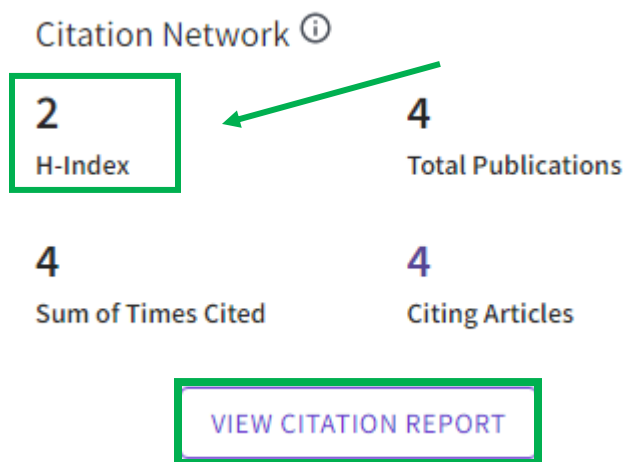 Citation Network
2
H-Index
4
Total Publications
4
Sum of Times Cited
4
Citing Articles
VIEW CITATION REPORT